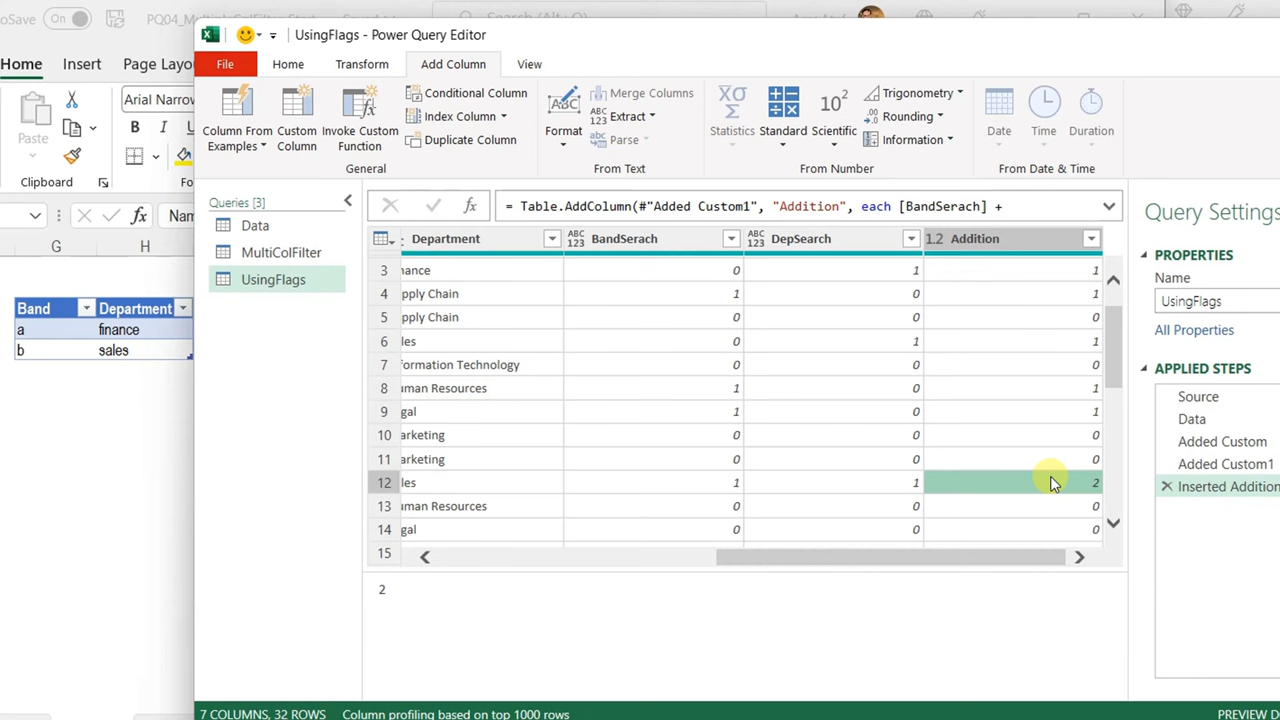 UsingFlags - Power Query Editor
Home Insert
File Home Transform Add Column View
Arial Narrow
Paste
B I
Clipboard
Column From Examples
Custom Column
Invoke Custom Function
Conditional Column
Index Column
Duplicate Column
General
Format
ABC
Merge Columns
Extract
Parse
From Text
Statistics
Standard
Scientific
Trigonometry
Rounding
Information
From Number
Date
Time
Duration
From Date & Time
Queries [3]
Data
MultiColFilter
UsingFlags
= Table.AddColumn(#"Added Custom1", "Addition", each [BandSerach] +
Department ABC 123 BandSerach ABC 123 DepSearch 1.2 Addition
3 nance 0 1 1
4 pply Chain 1 0 1
5 pply Chain 0 0 0
6 les 0 1 1
7 formation Technology 0 0 0
8 uman Resources 1 0 1
9 gal 1 0 1
10 arketing 0 0 0
11 arketing 0 0 0
12 les 1 1 2
13 uman Resources 0 0 0
14 gal 0 0 0
15
2
G H
Band Department
a finance
b sales
Query Settings
PROPERTIES
Name
UsingFlags
All Properties
APPLIED STEPS
Source
Data
Added Custom
Added Custom1
Inserted Addition
7 COLUMNS, 32 ROWS Column profiling based on top 1000 rows